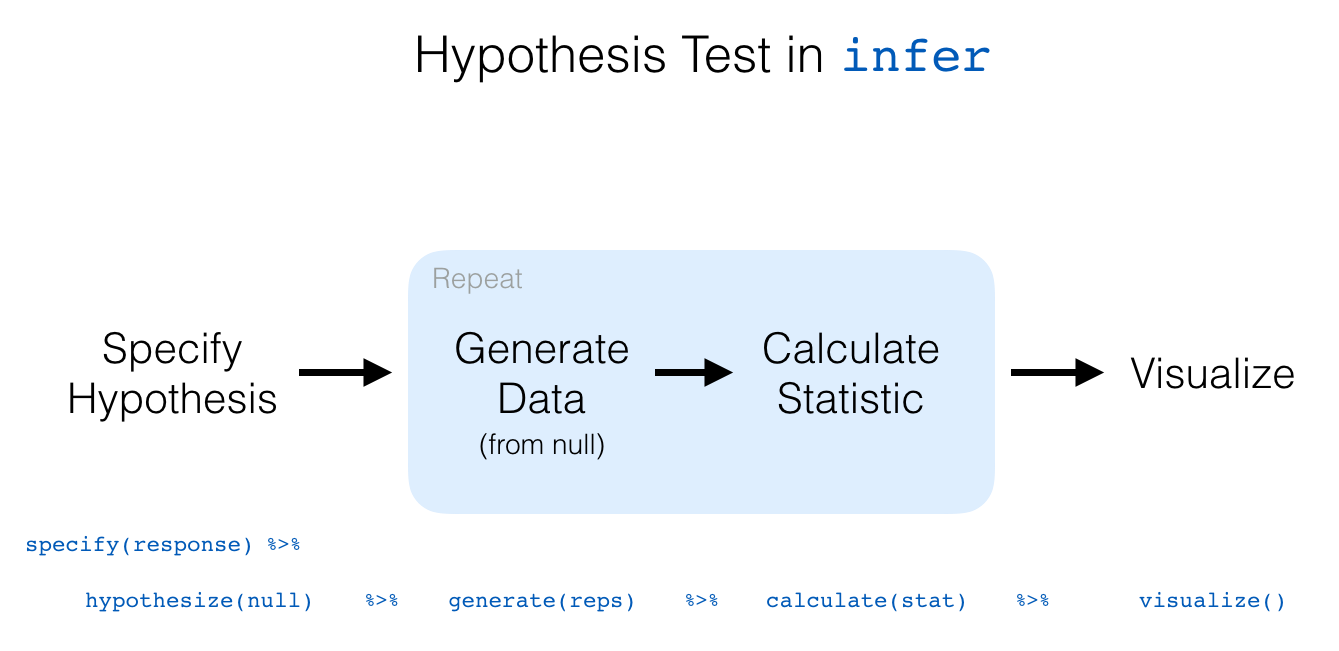 Hypothesis Test in infer
Repeat
Specify
Hypothesis
Generate
Data
(from null)
Calculate
Statistic
Visualize
specify(response) %>%
hypothesize(null) %>% generate(reps) %>% calculate(stat) %>% visualize()